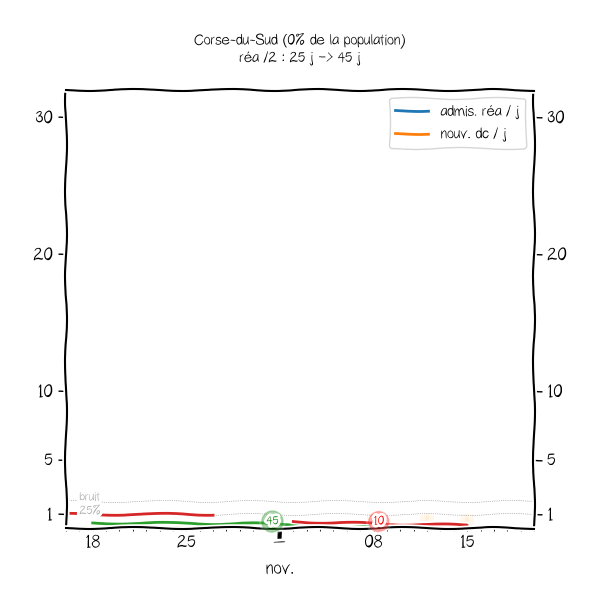 Corse-du-Sud (0% de la population)
réa /2 : 25 j -> 45 j
admis. réa / j
nouv. dc / j
30 30
20 20
10 10
5 5
bruit
25%
1 1
45 10
18 25 1 08 15
nov.